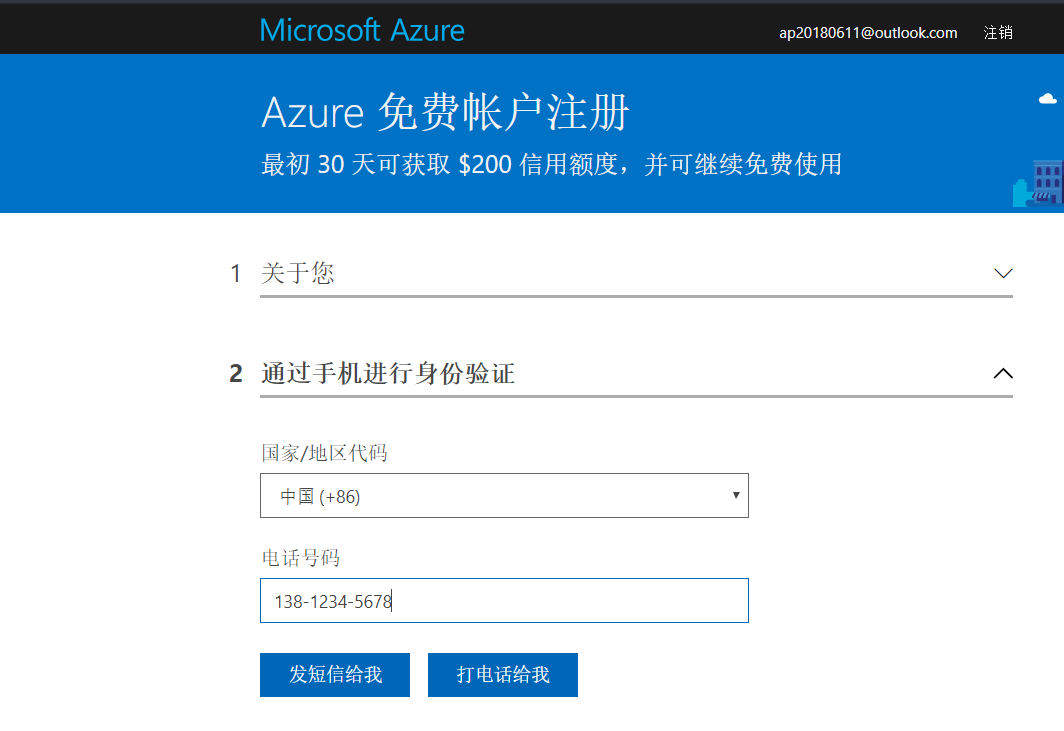 Microsoft Azure
ap20180611@outlook.com 注销
Azure 免费帐户注册
最初 30 天可获取 $200 信用额度，并可继续免费使用
1 关于您
2 通过手机进行身份验证
国家/地区代码
中国 (+86)
电话号码
138-1234-5678
发短信给我 打电话给我